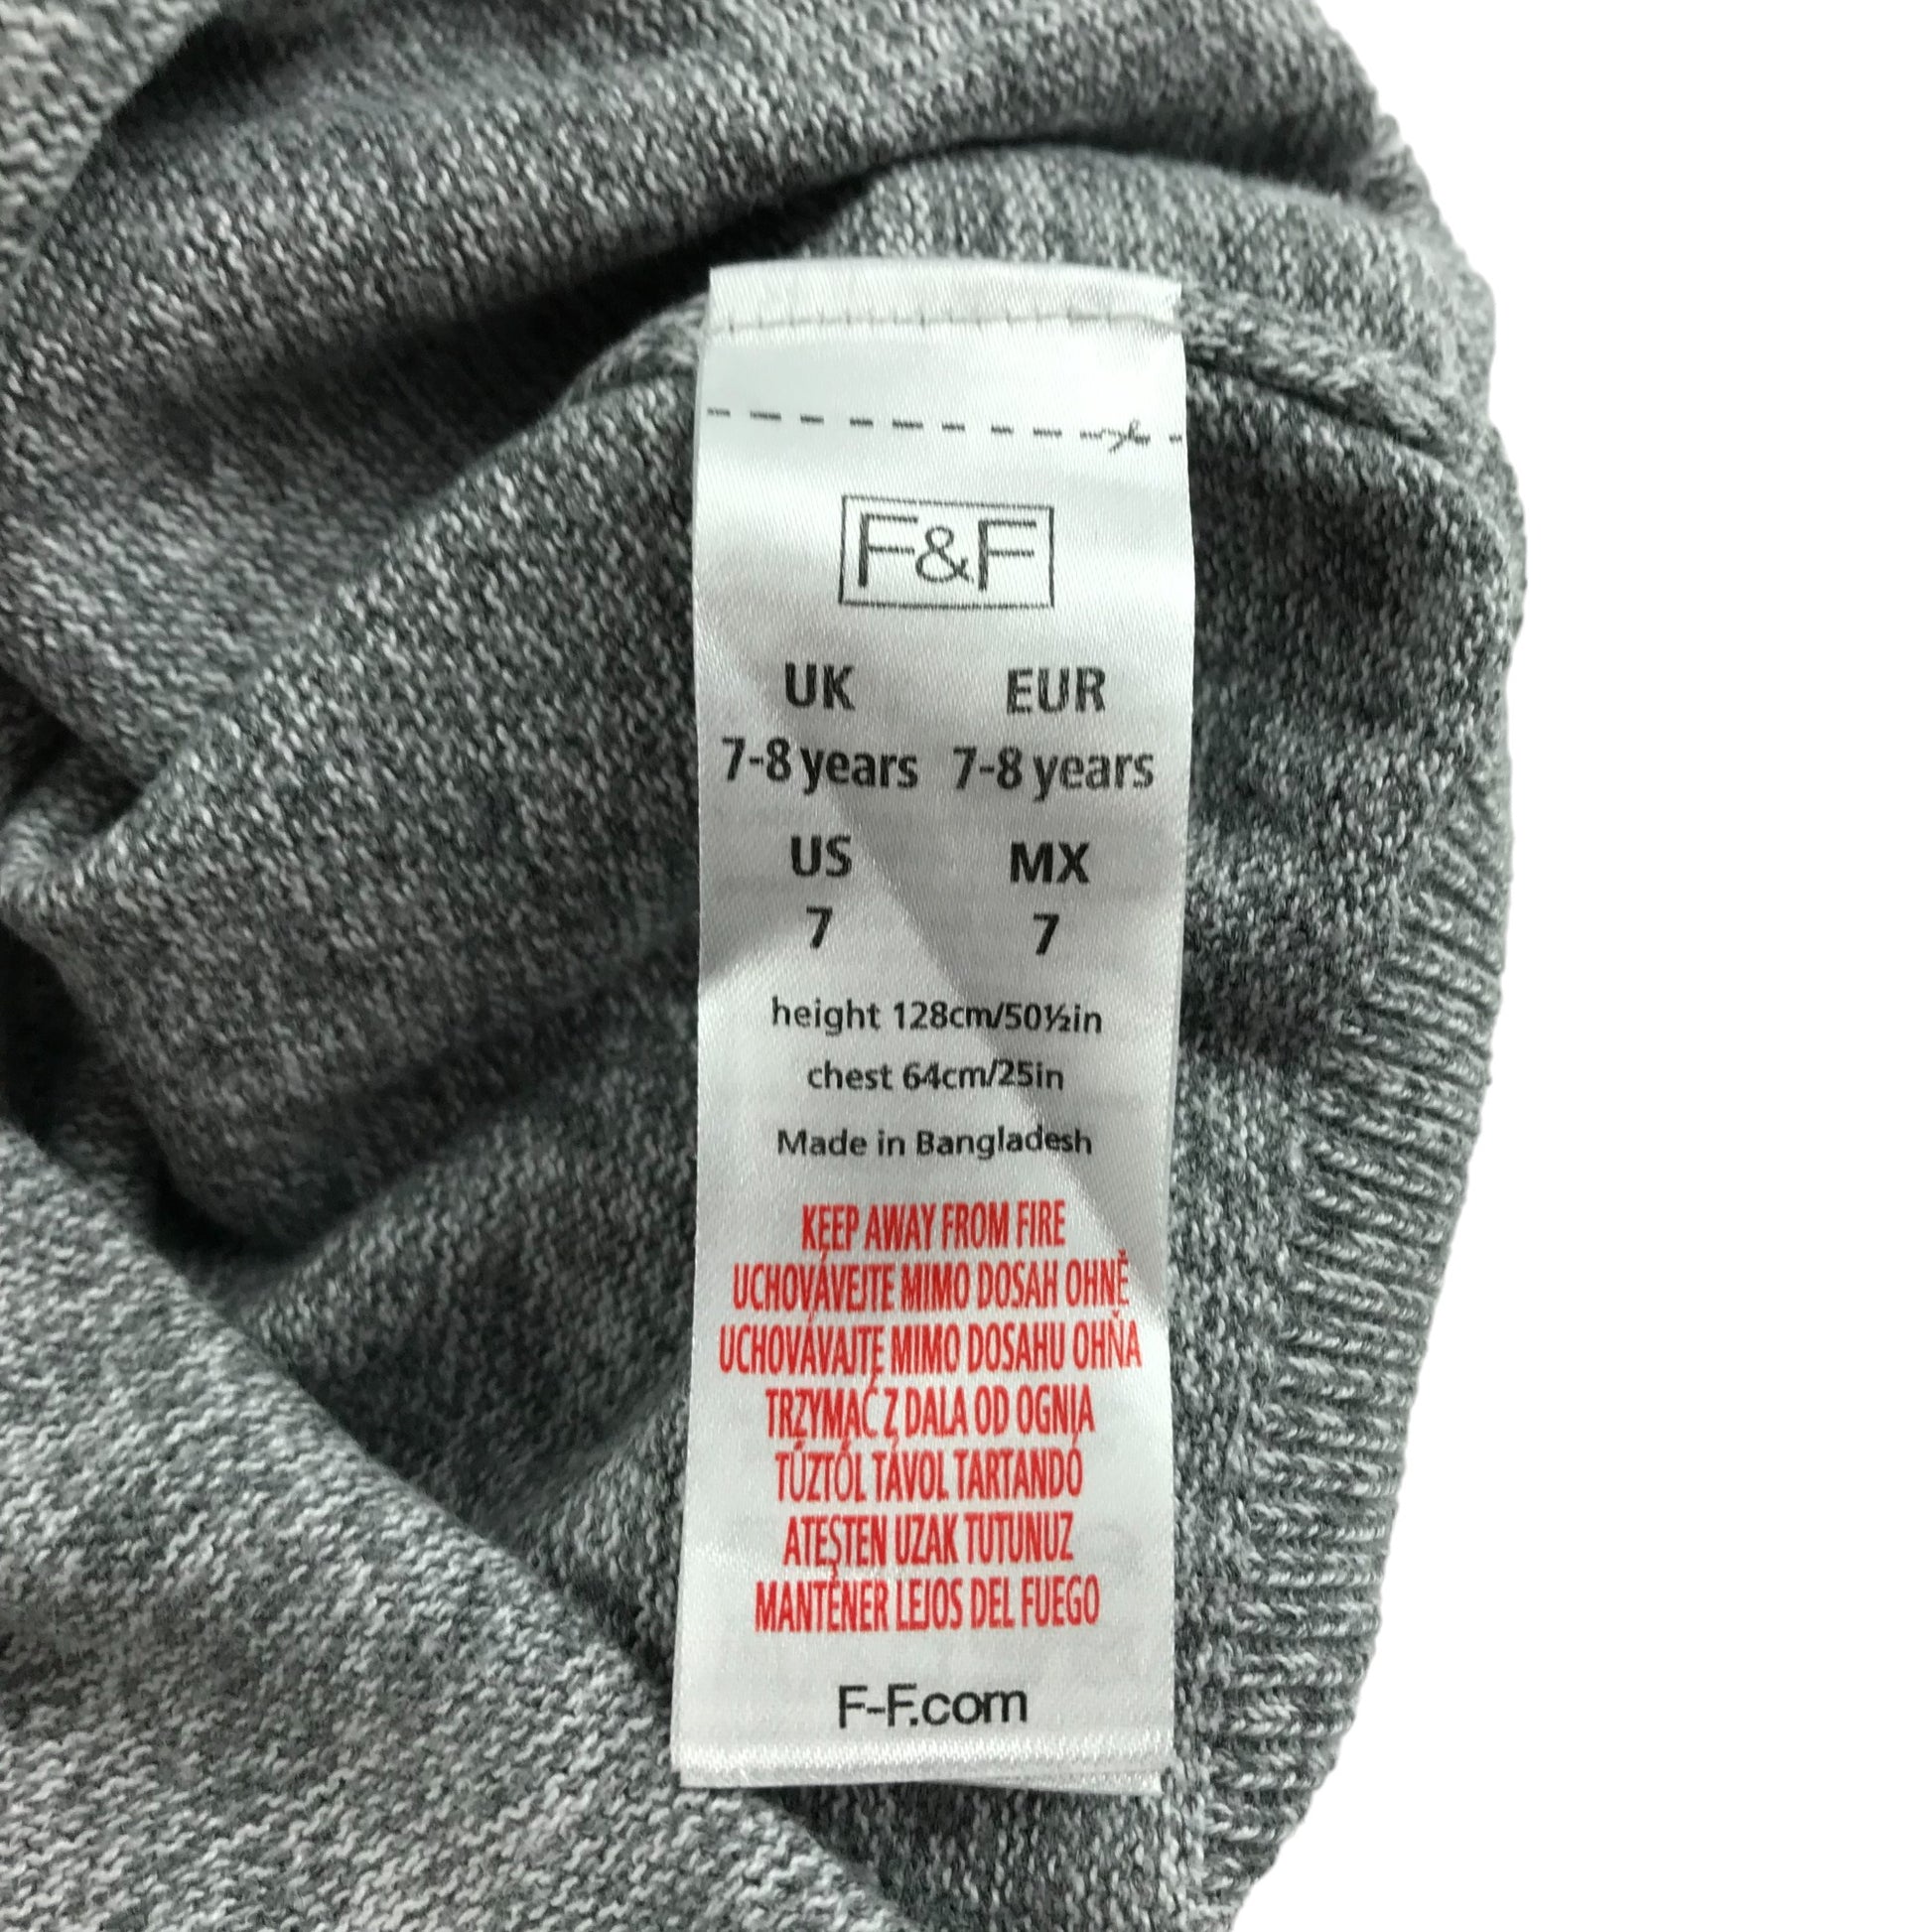 F&F
UK EUR
7-8 years 7-8 years
US MX
7 7
height 128cm/50½in
chest 64cm/25in
Made in Bangladesh
KEEP AWAY FROM FIRE
UCHOVÁVEJTE MIMO DOSAH OHNĚ
UCHOVÁVAJTE MIMO DOSAHU OHŇA
TRZYMAĆ Z DALA OD OGNIA
TŰZTŐL TÁVOL TARTANDÓ
ATEŞTEN UZAK TUTUNUZ
MANTÉNER LEJOS DEL FUEGO
F-F.com